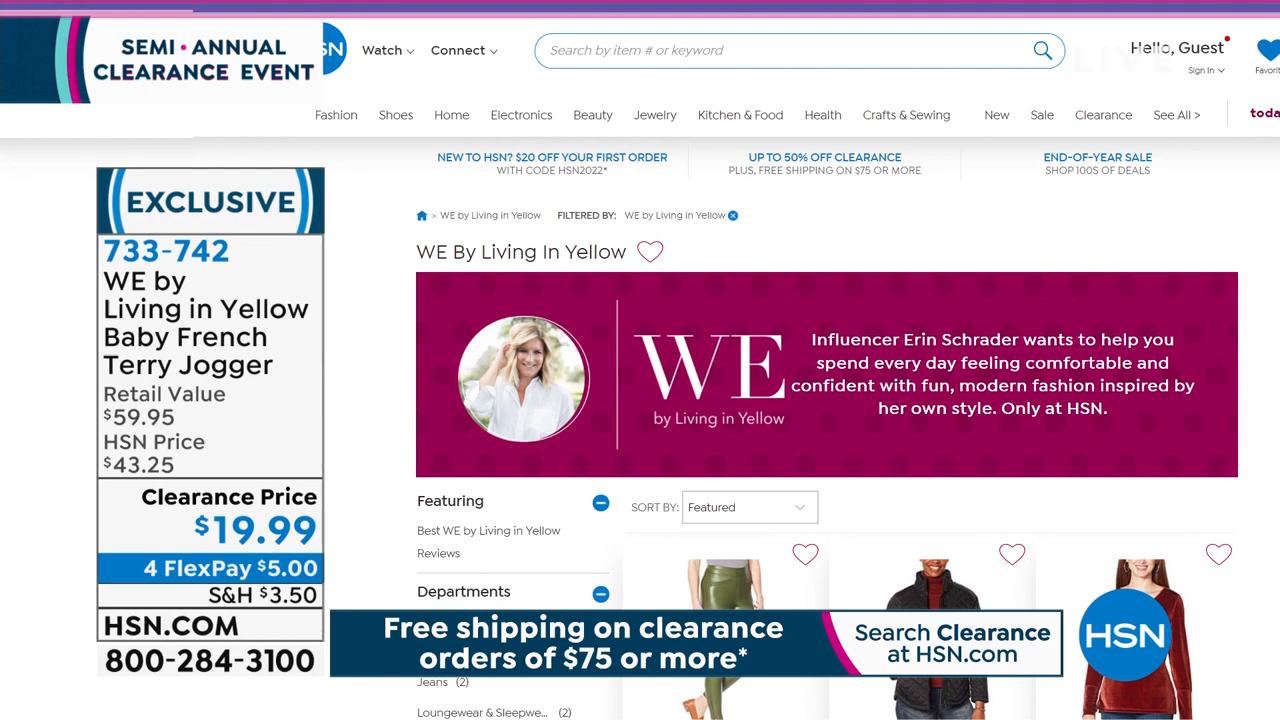 SEMI • ANNUAL
CLEARANCE EVENT
Watch
Connect
Search by item # or keyword
LIVE
Hello, Guest
Sign In
Fashion
Shoes
Home
Electronics
Beauty
Jewelry
Kitchen & Food
Health
Crafts & Sewing
New
Sale
Clearance
See All >
NEW TO HSN? $20 OFF YOUR FIRST ORDER
WITH CODE HSN2022*
UP TO 50% OFF CLEARANCE
PLUS, FREE SHIPPING ON $75 OR MORE
END-OF-YEAR SALE
SHOP 100S OF DEALS
EXCLUSIVE
733-742
WE by
Living in Yellow
Baby French
Terry Jogger
Retail Value
$59.95
HSN Price
$43.25
Clearance Price
$19.99
4 FlexPay $5.00
S&H $3.50
HSN.COM
800-284-3100
> WE by Living in Yellow FILTERED BY: WE by Living in Yellow
WE By Living In Yellow
WE
by Living in Yellow
Influencer Erin Schrader wants to help you
spend every day feeling comfortable and
confident with fun, modern fashion inspired by
her own style. Only at HSN.
Featuring
Best WE by Living in Yellow
Reviews
Departments
SORT BY: Featured
Free shipping on clearance
orders of $75 or more*
Search Clearance
at HSN.com
HSN
Jeans (2)
Loungewear & Sleepwe... (2)